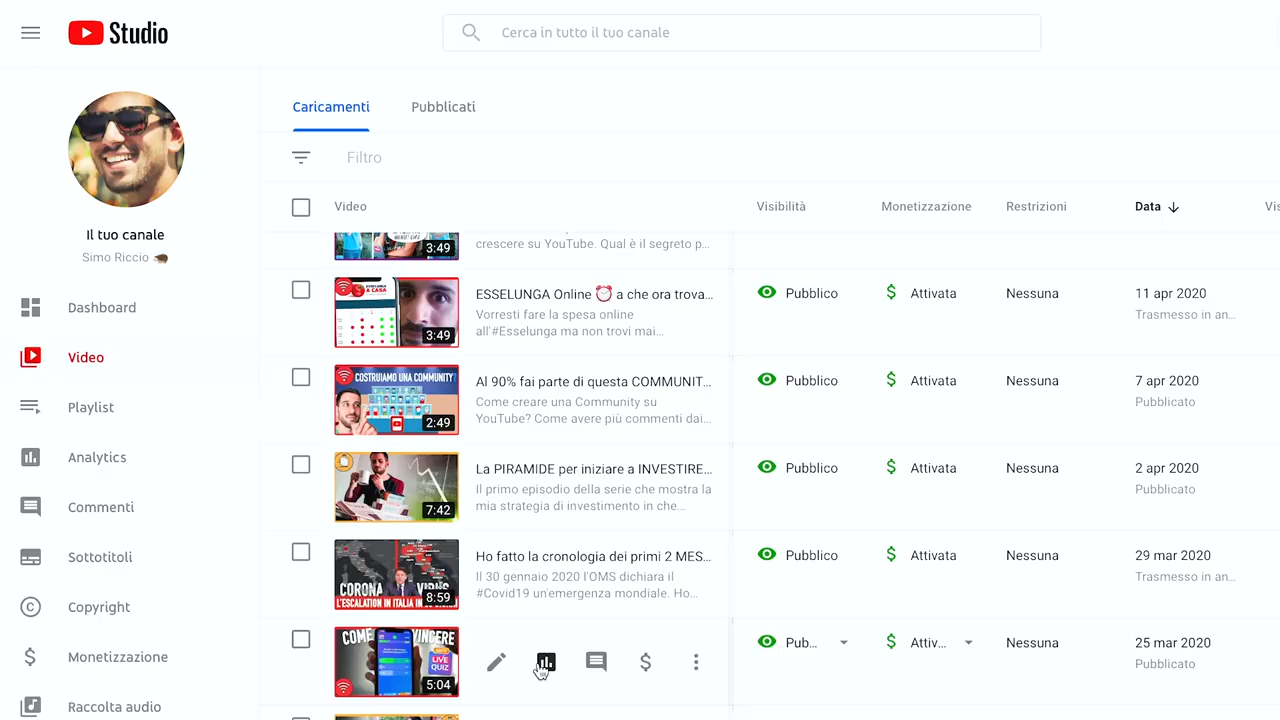 Studio
Cerca in tutto il tuo canale
Caricamenti
Pubblicati
Filtro
Video
Visibilità
Monetizzazione
Restrizioni
Data
Vis
Il tuo canale
Simo Riccio
Dashboard
Video
Playlist
Analytics
Commenti
Sottotitoli
Copyright
Monetizzazione
Raccolta audio
3:49
crescere su YouTube. Qual è il segreto p…
A CASA
3:49
ESSELUNGA Online ⏰ a che ora trova…
Vorresti fare la spesa online
all'#Esselunga ma non trovi mai…
Pubblico
Attivata
Nessuna
11 apr 2020
Trasmesso in an…
COSTRUIAMO UNA COMMUNITY?
2:49
Al 90% fai parte di questa COMMUNIT…
Come creare una Community su
YouTube? Come avere più commenti dai…
Pubblico
Attivata
Nessuna
7 apr 2020
Pubblicato
7:42
La PIRAMIDE per iniziare a INVESTIRE…
Il primo episodio della serie che mostra la
mia strategia di investimento in che…
Pubblico
Attivata
Nessuna
2 apr 2020
Pubblicato
CORONA VIRUS
L'ESCALATION IN ITALIA IN
8:59
Ho fatto la cronologia dei primi 2 MES…
Il 30 gennaio 2020 l'OMS dichiara il
#Covid19 un'emergenza mondiale. Ho…
Pubblico
Attivata
Nessuna
29 mar 2020
Trasmesso in an…
COME VINCERE
LIVE
QUIZ
5:04
Pub…
Attiv…
Nessuna
25 mar 2020
Pubblicato